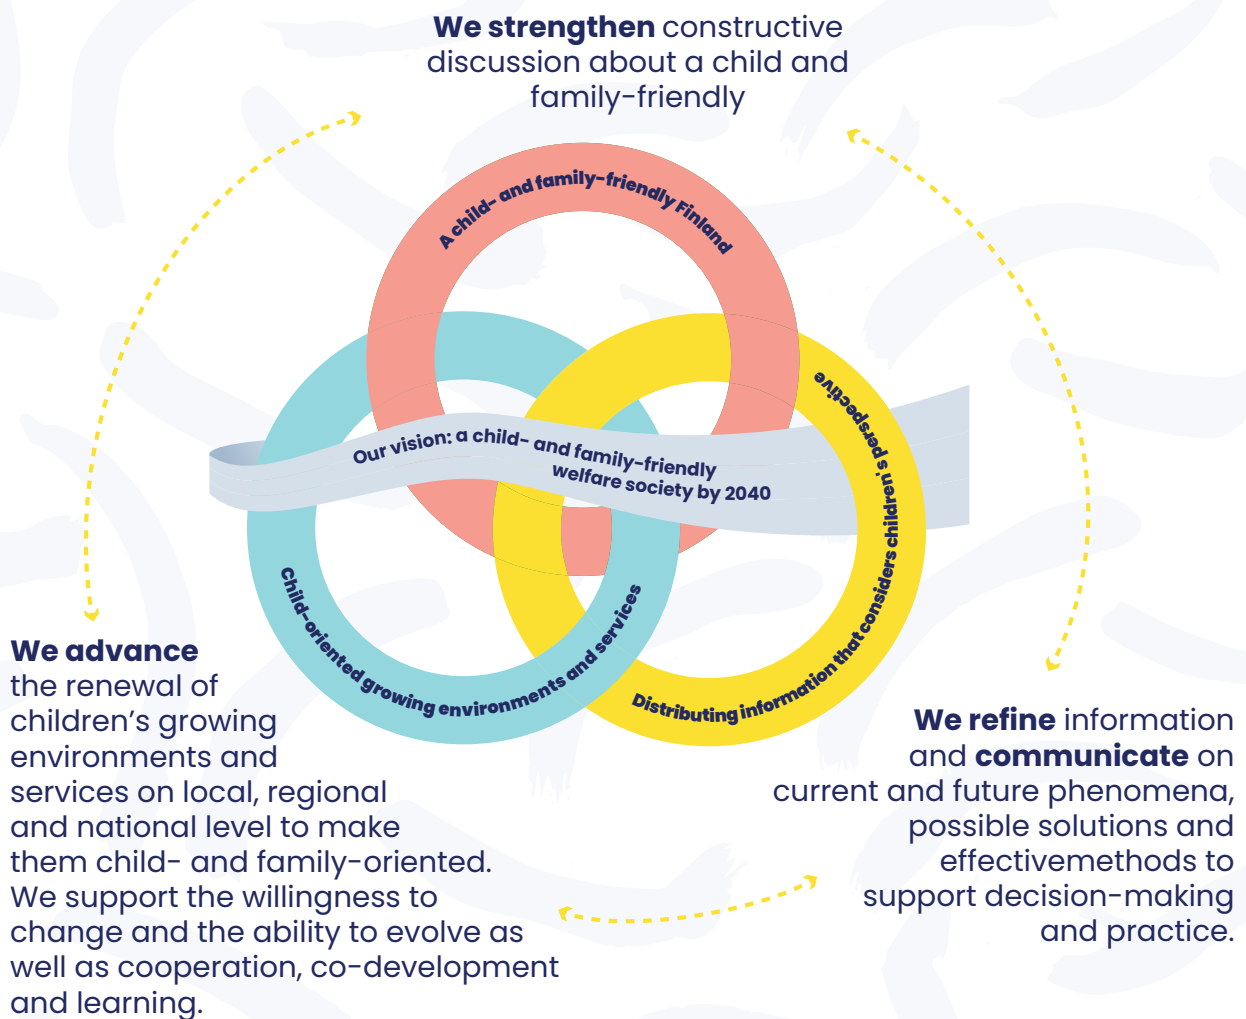 We strengthen constructive
discussion about a child and
family-friendly
A child- and family-friendly Finland
Our vision: a child- and family-friendly
welfare society by 2040
Child-oriented growing environments and services
Distributing information that considers children's perspective
We advance
the renewal of
children’s growing
environments and
services on local, regional
and national level to make
them child- and family-oriented.
We support the willingness to
change and the ability to evolve as
well as cooperation, co-development
and learning.
We refine information
and communicate on
current and future phenomena,
possible solutions and
effectivemethods to
support decision-making
and practice.